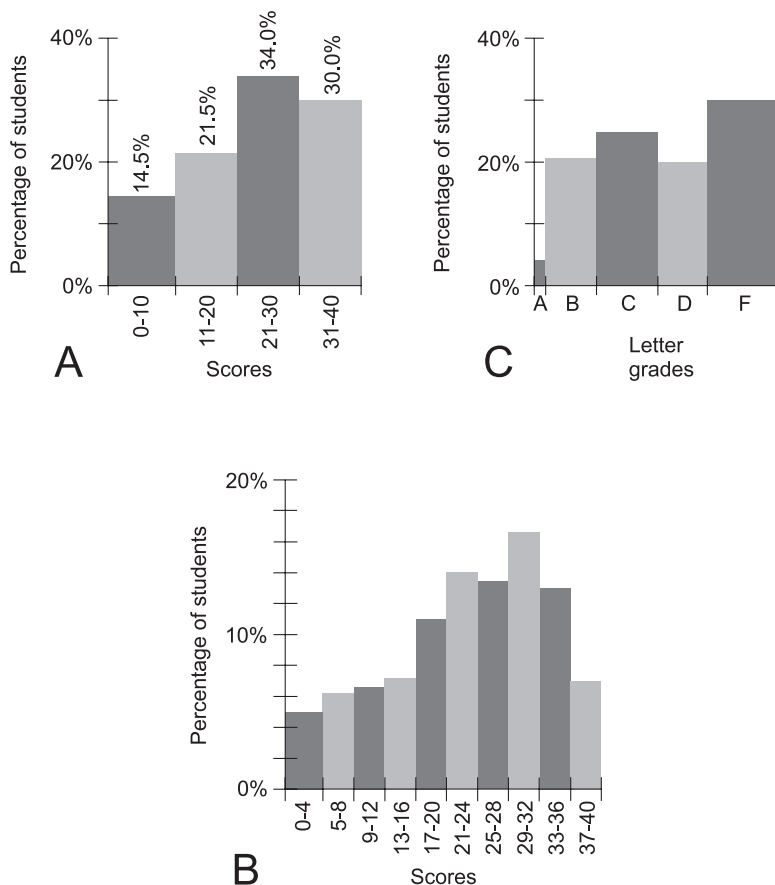 40%
20%
0%
Percentage of students
14.5%
21.5%
34.0%
30.0%
0-10
11-20
21-30
31-40
Scores
A
40%
20%
0%
Percentage of students
A
B
C
D
F
Letter
grades
C
20%
10%
0%
Percentage of students
0-4
5-8
9-12
13-16
17-20
21-24
25-28
29-32
33-36
37-40
Scores
B